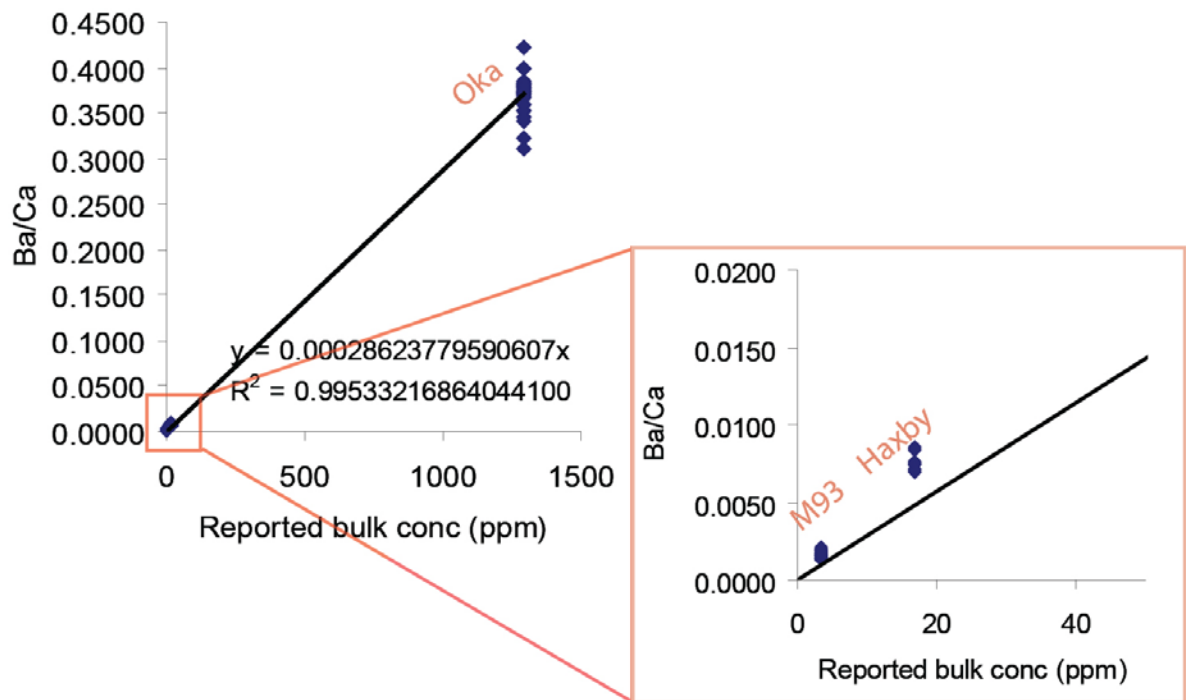 0.4500
0.4000
0.3500
0.3000
0.2500
0.2000
0.1500
0.1000
0.0500
0.0000
Ba/Ca
Oka
y = 0.00028623779590607x
R² = 0.99533216864044100
0 500 1000 1500
Reported bulk conc (ppm)
0.0200
0.0150
0.0100
0.0050
0.0000
Ba/Ca
M93
Haxby
0 20 40
Reported bulk conc (ppm)